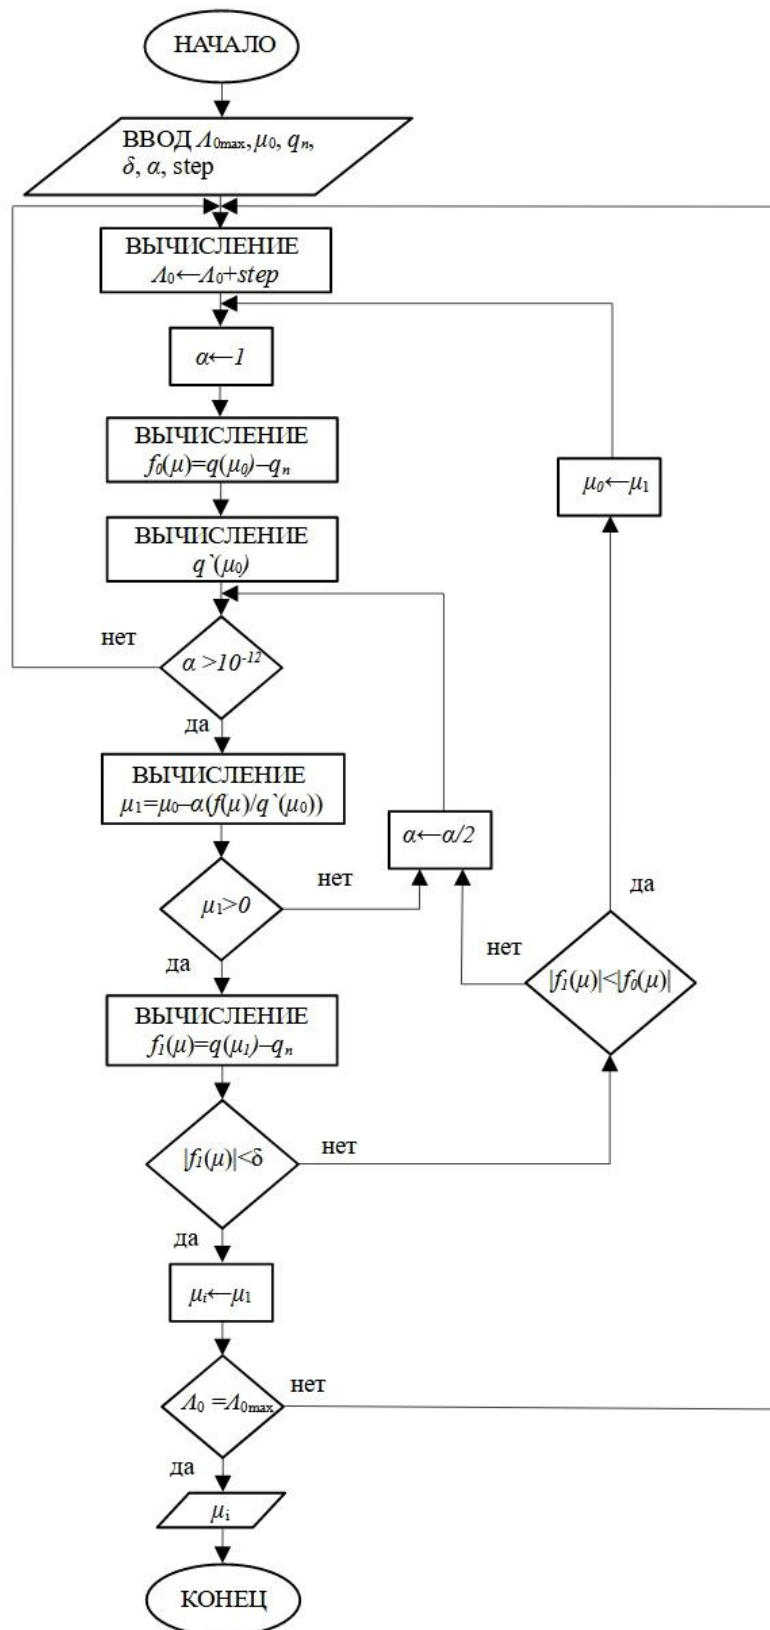 НАЧАЛО
ВВОД Λ0max, μ0, qn,
δ, α, step
ВЫЧИСЛЕНИЕ
Λ0←Λ0+step
α←1
ВЫЧИСЛЕНИЕ
f0(μ)=q(μ0)–qn
μ0←μ1
ВЫЧИСЛЕНИЕ
q`(μ0)
нет
α >10^-12
да
ВЫЧИСЛЕНИЕ
μ1=μ0–α(f(μ)/q`(μ0))
α←α/2
нет
да
μ1>0
нет
да
|f1(μ)|<|f0(μ)|
ВЫЧИСЛЕНИЕ
f1(μ)=q(μ1)–qn
|f1(μ)|<δ
нет
да
μi←μ1
нет
Λ0 =Λ0max
да
μi
КОНЕЦ